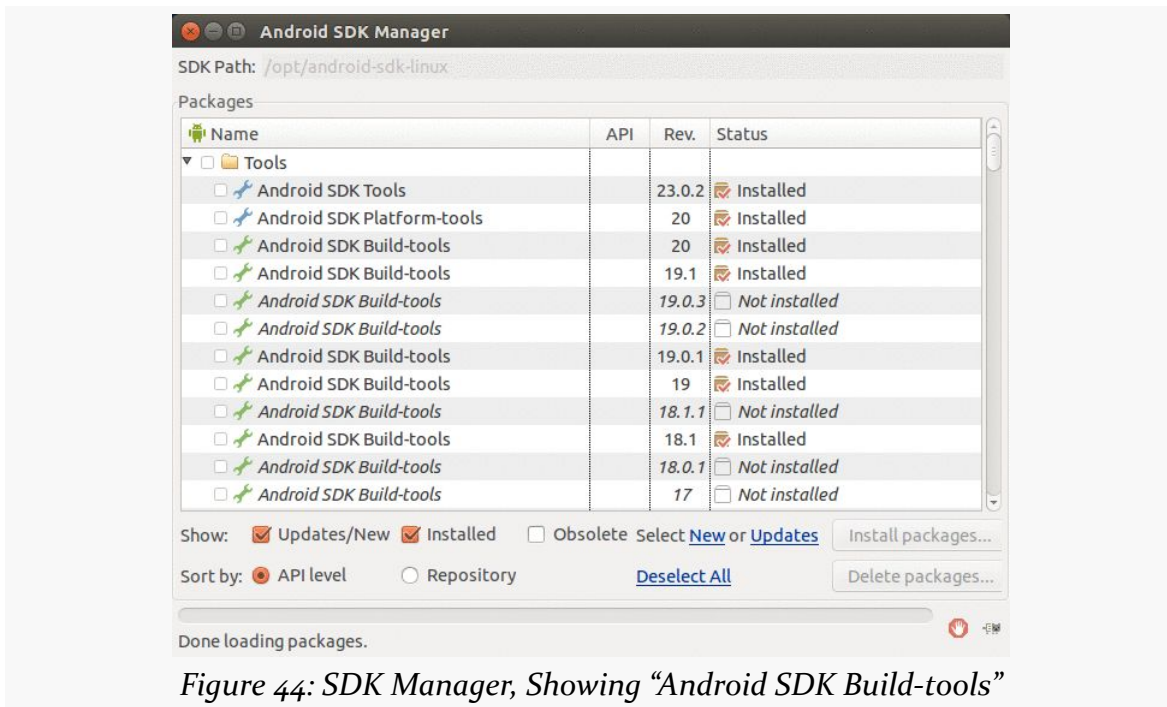 Android SDK Manager
SDK Path: /opt/android-sdk-linux
Packages
Name API Rev. Status
Tools
Android SDK Tools 23.0.2 Installed
Android SDK Platform-tools 20 Installed
Android SDK Build-tools 20 Installed
Android SDK Build-tools 19.1 Installed
Android SDK Build-tools 19.0.3 Not installed
Android SDK Build-tools 19.0.2 Not installed
Android SDK Build-tools 19.0.1 Installed
Android SDK Build-tools 19 Installed
Android SDK Build-tools 18.1.1 Not installed
Android SDK Build-tools 18.1 Installed
Android SDK Build-tools 18.0.1 Not installed
Android SDK Build-tools 17 Not installed
Show: Updates/New Installed Obsolete Select New or Updates Install packages...
Sort by: API level Repository Deselect All Delete packages...
Done loading packages.
Figure 44: SDK Manager, Showing “Android SDK Build-tools”